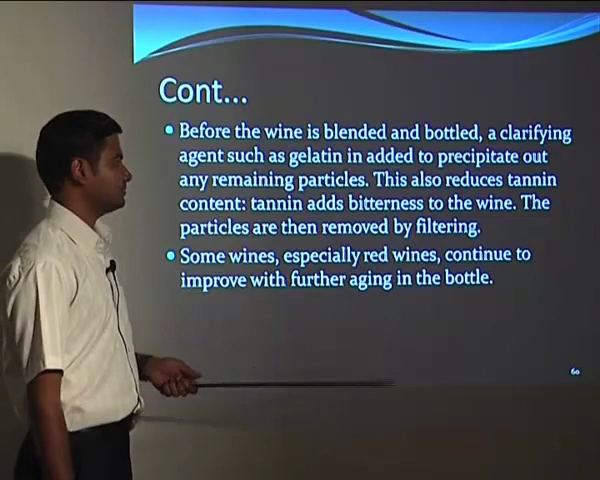 Cont...
• Before the wine is blended and bottled, a clarifying
agent such as gelatin in added to precipitate out
any remaining particles. This also reduces tannin
content: tannin adds bitterness to the wine. The
particles are then removed by filtering.
• Some wines, especially red wines, continue to
improve with further aging in the bottle.
60